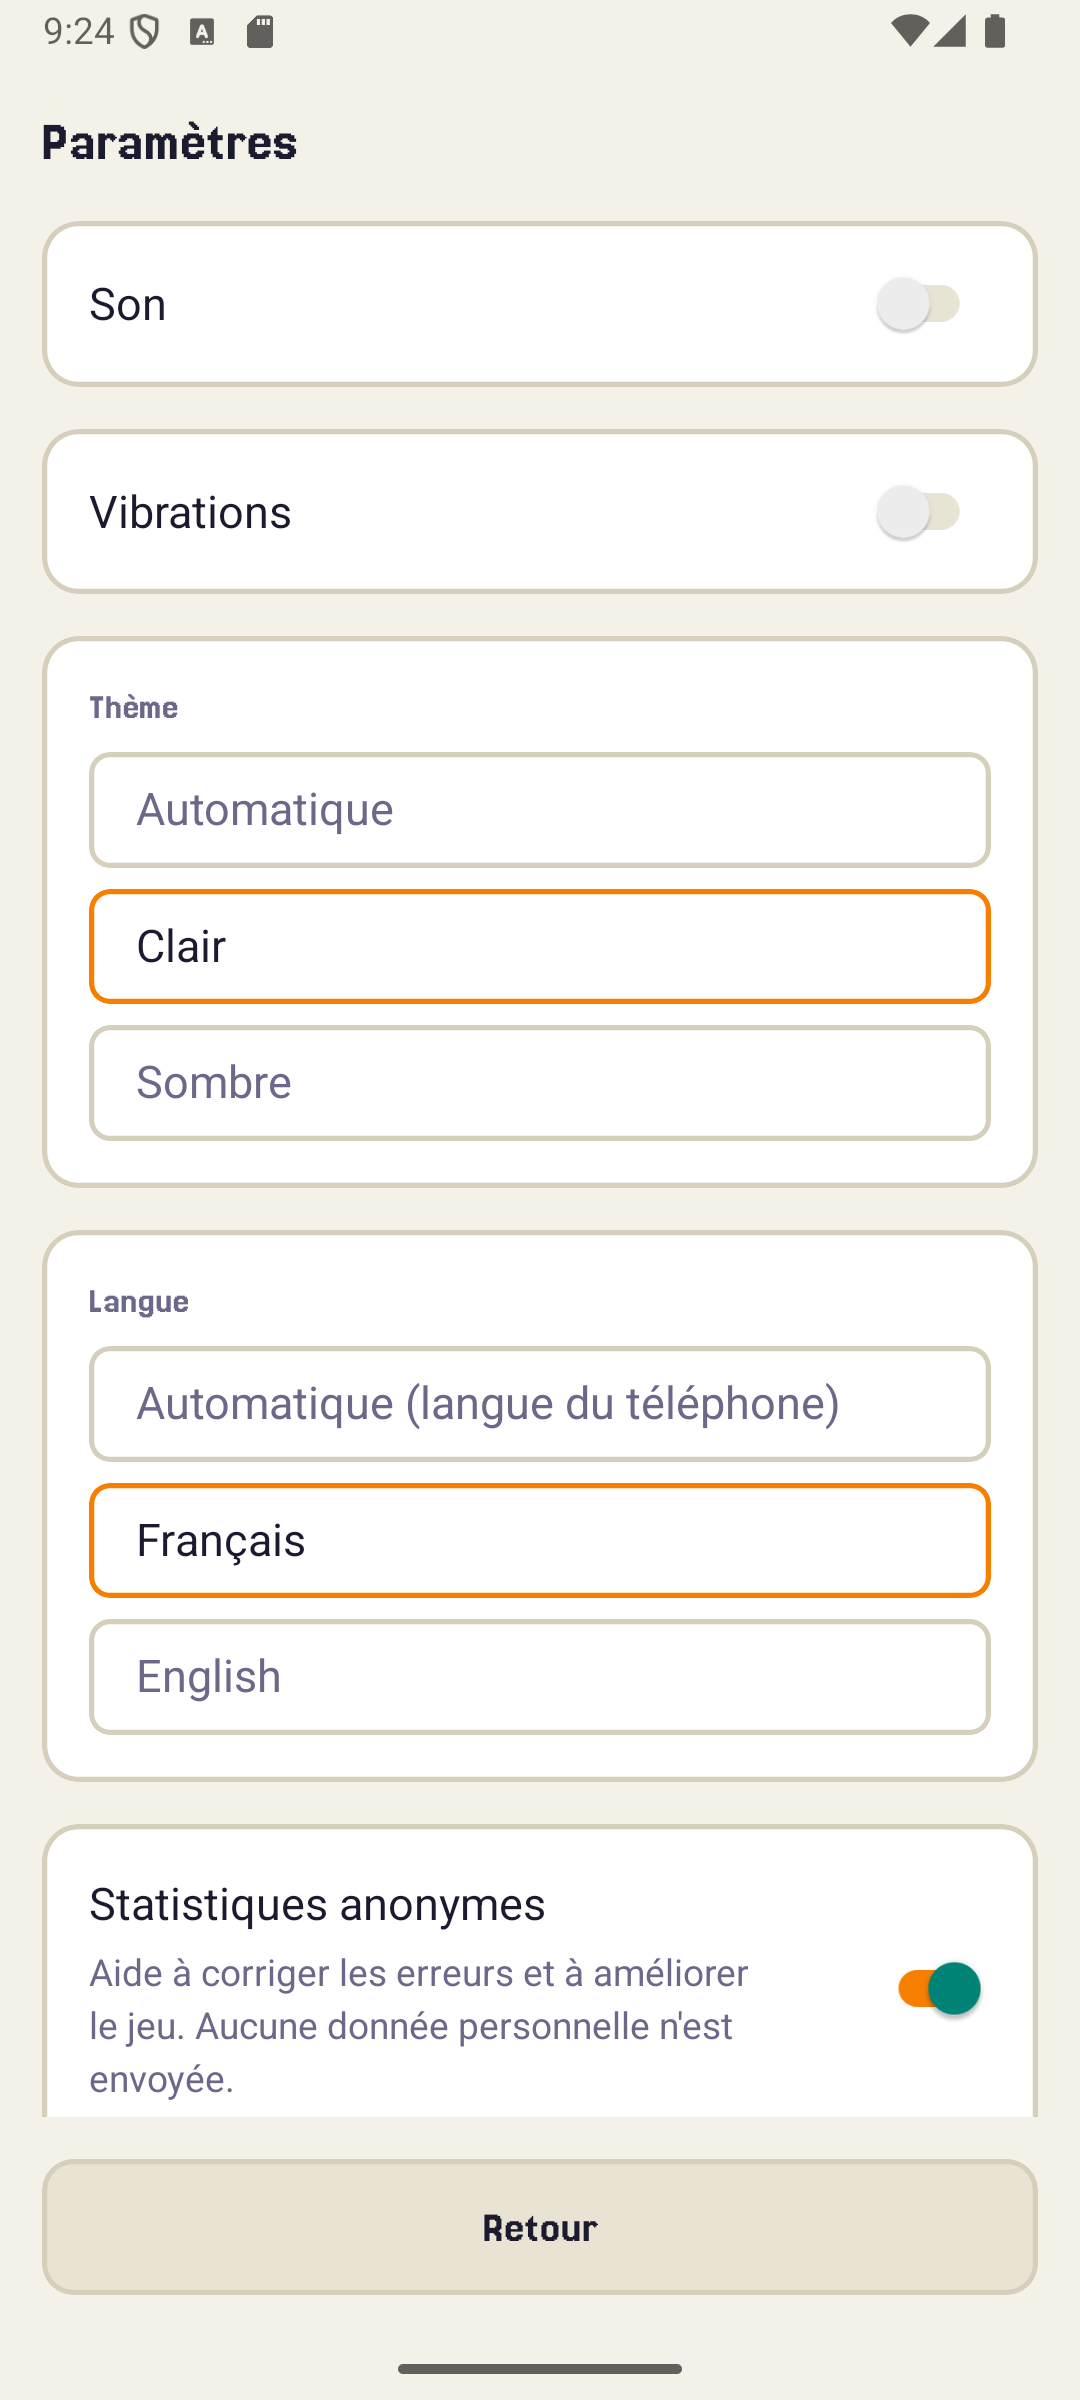 9:24
Paramètres
Son
Vibrations
Thème
Automatique
Clair
Sombre
Langue
Automatique (langue du téléphone)
Français
English
Statistiques anonymes
Aide à corriger les erreurs et à améliorer
le jeu. Aucune donnée personnelle n'est
envoyée.
Retour